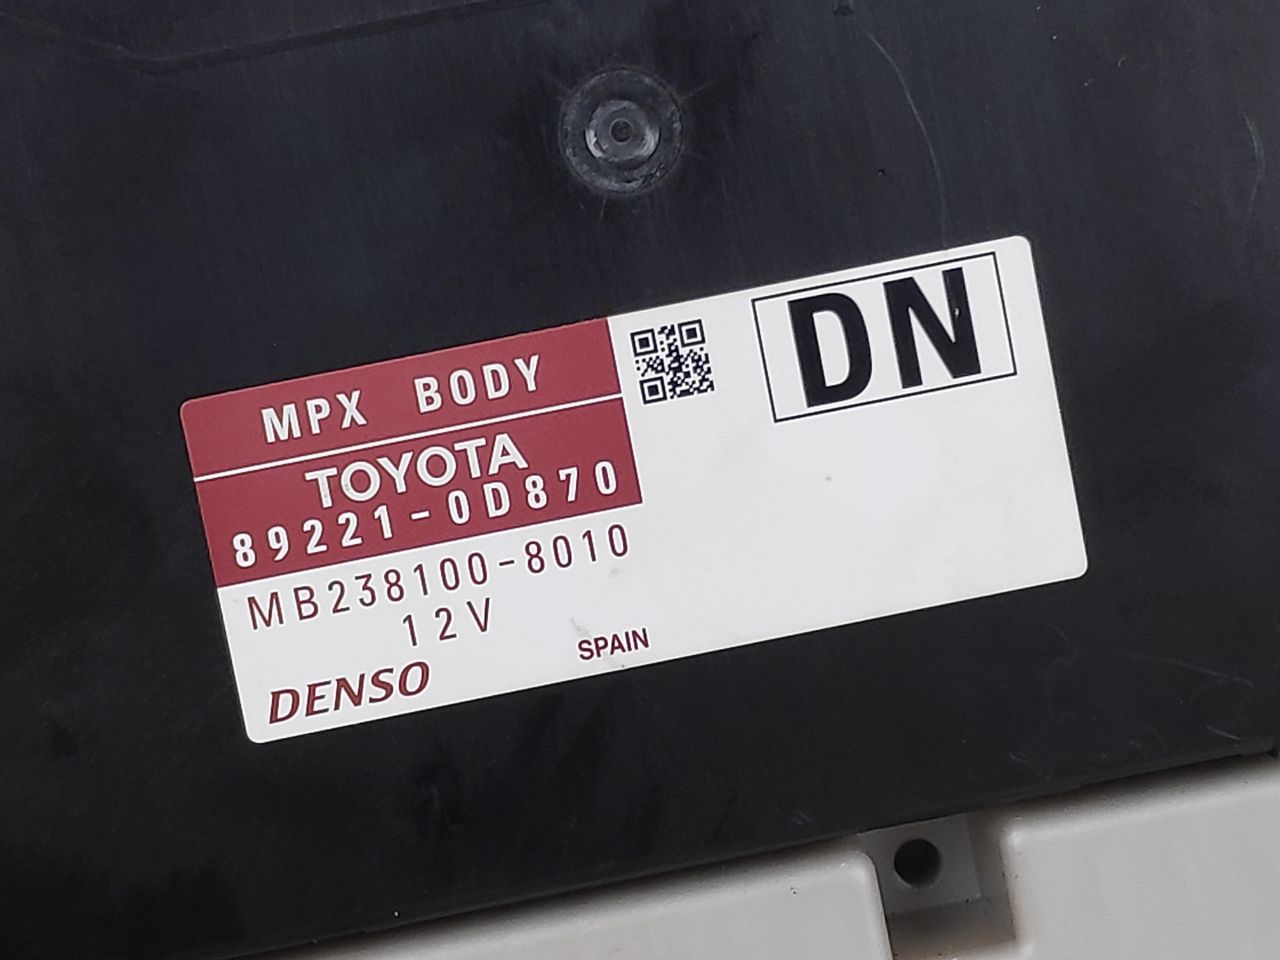 MPX BODY
TOYOTA
89221-0D870
MB238100-8010
12V
DENSO
SPAIN
DN